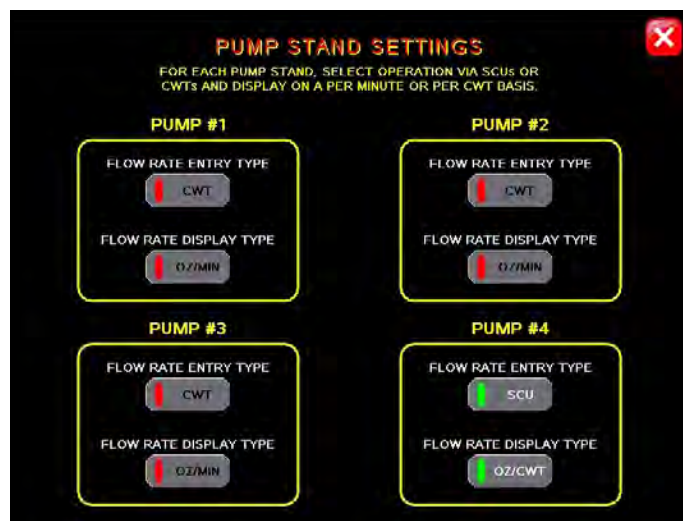 PUMP STAND SETTINGS
FOR EACH PUMP STAND, SELECT OPERATION VIA SCUs OR
CWTs AND DISPLAY ON A PER MINUTE OR PER CWT BASIS.
PUMP #1
FLOW RATE ENTRY TYPE
CWT
FLOW RATE DISPLAY TYPE
OZ/MIN
PUMP #2
FLOW RATE ENTRY TYPE
CWT
FLOW RATE DISPLAY TYPE
OZ/MIN
PUMP #3
FLOW RATE ENTRY TYPE
CWT
FLOW RATE DISPLAY TYPE
OZ/MIN
PUMP #4
FLOW RATE ENTRY TYPE
SCU
FLOW RATE DISPLAY TYPE
OZ/CWT